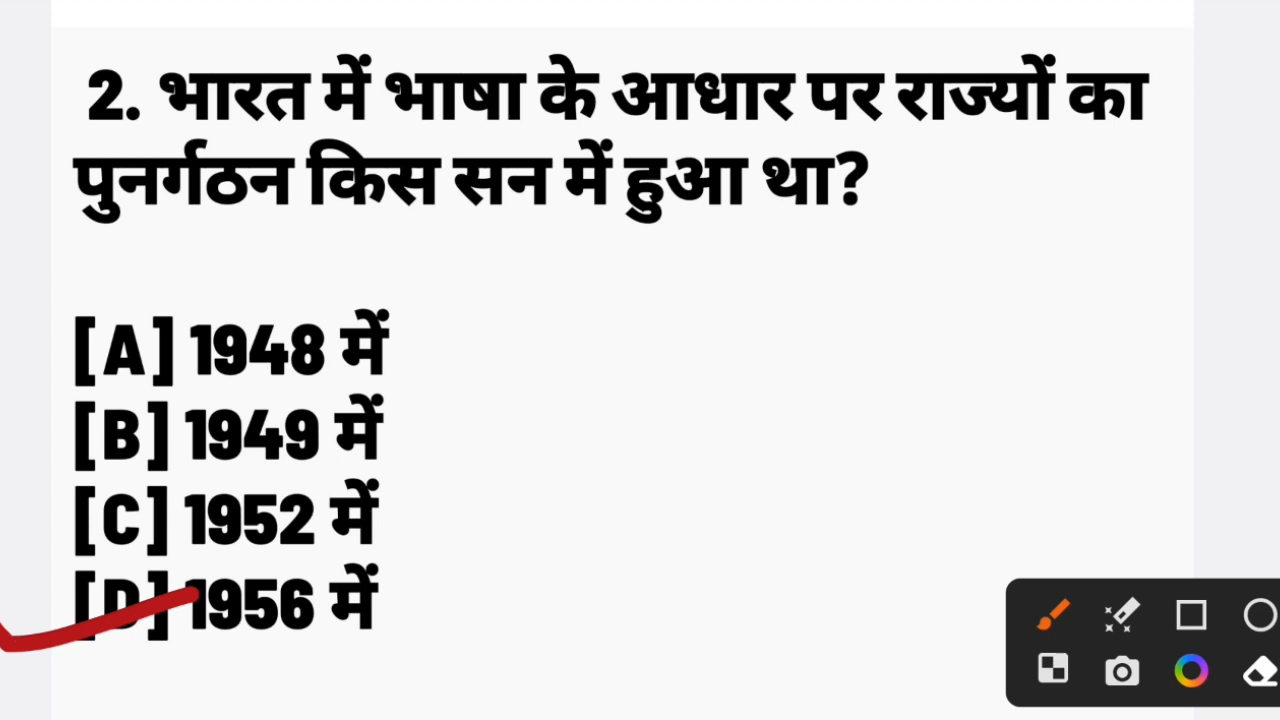 2. भारत में भाषा के आधार पर राज्यों का
पुनर्गठन किस सन में हुआ था?
[A] 1948 में
[B] 1949 में
[C] 1952 में
[D] 1956 में